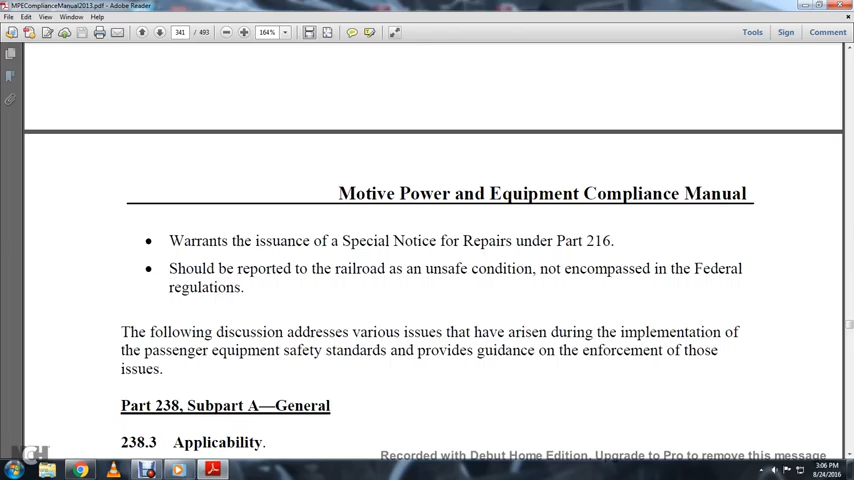 MPEComplianceManual2013.pdf - Adobe Reader
File Edit View Window Help
341 / 493 164% Tools Sign Comment
Motive Power and Equipment Compliance Manual
• Warrants the issuance of a Special Notice for Repairs under Part 216.
• Should be reported to the railroad as an unsafe condition, not encompassed in the Federal
regulations.
The following discussion addresses various issues that have arisen during the implementation of
the passenger equipment safety standards and provides guidance on the enforcement of those
issues.
Part 238, Subpart A—General
238.3 Applicability.
NCH
Recorded with Debut Home Edition, Upgrade to Pro to remove this message
3:06 PM
8/24/2016